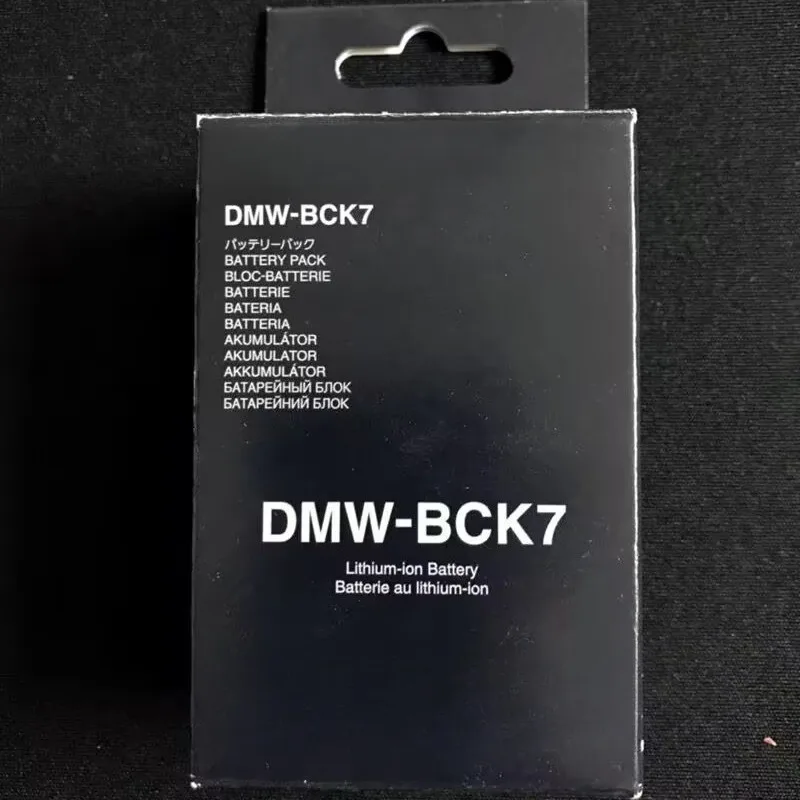 DMW-BCK7
バッテリーパック
BATTERY PACK
BLOC-BATTERIE
BATTERIE
BATERIA
BATTERIA
AKUMULÁTOR
AKUMULATOR
AKKUMULÁTOR
БАТАРЕЙНЫЙ БЛОК
БАТАРЕЙНИЙ БЛОК
DMW-BCK7
Lithium-ion Battery
Batterie au lithium-ion